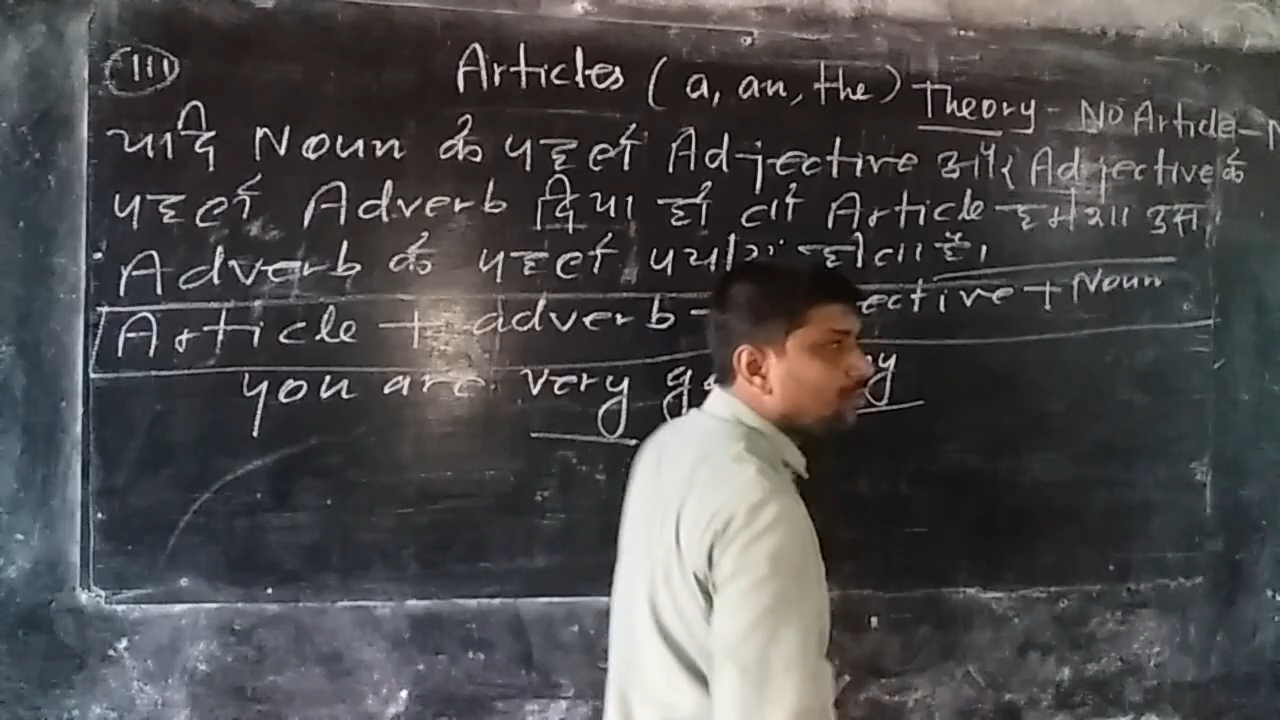 (III) Articles (a, an, the) Theory - No Article -
यदि Noun के पहले Adjective और Adjective के
पहले Adverb दिया हो तो Article हमेशा उस
Adverb के पहले प्रयोग होता है।
Article + adverb ective + Noun
you are very